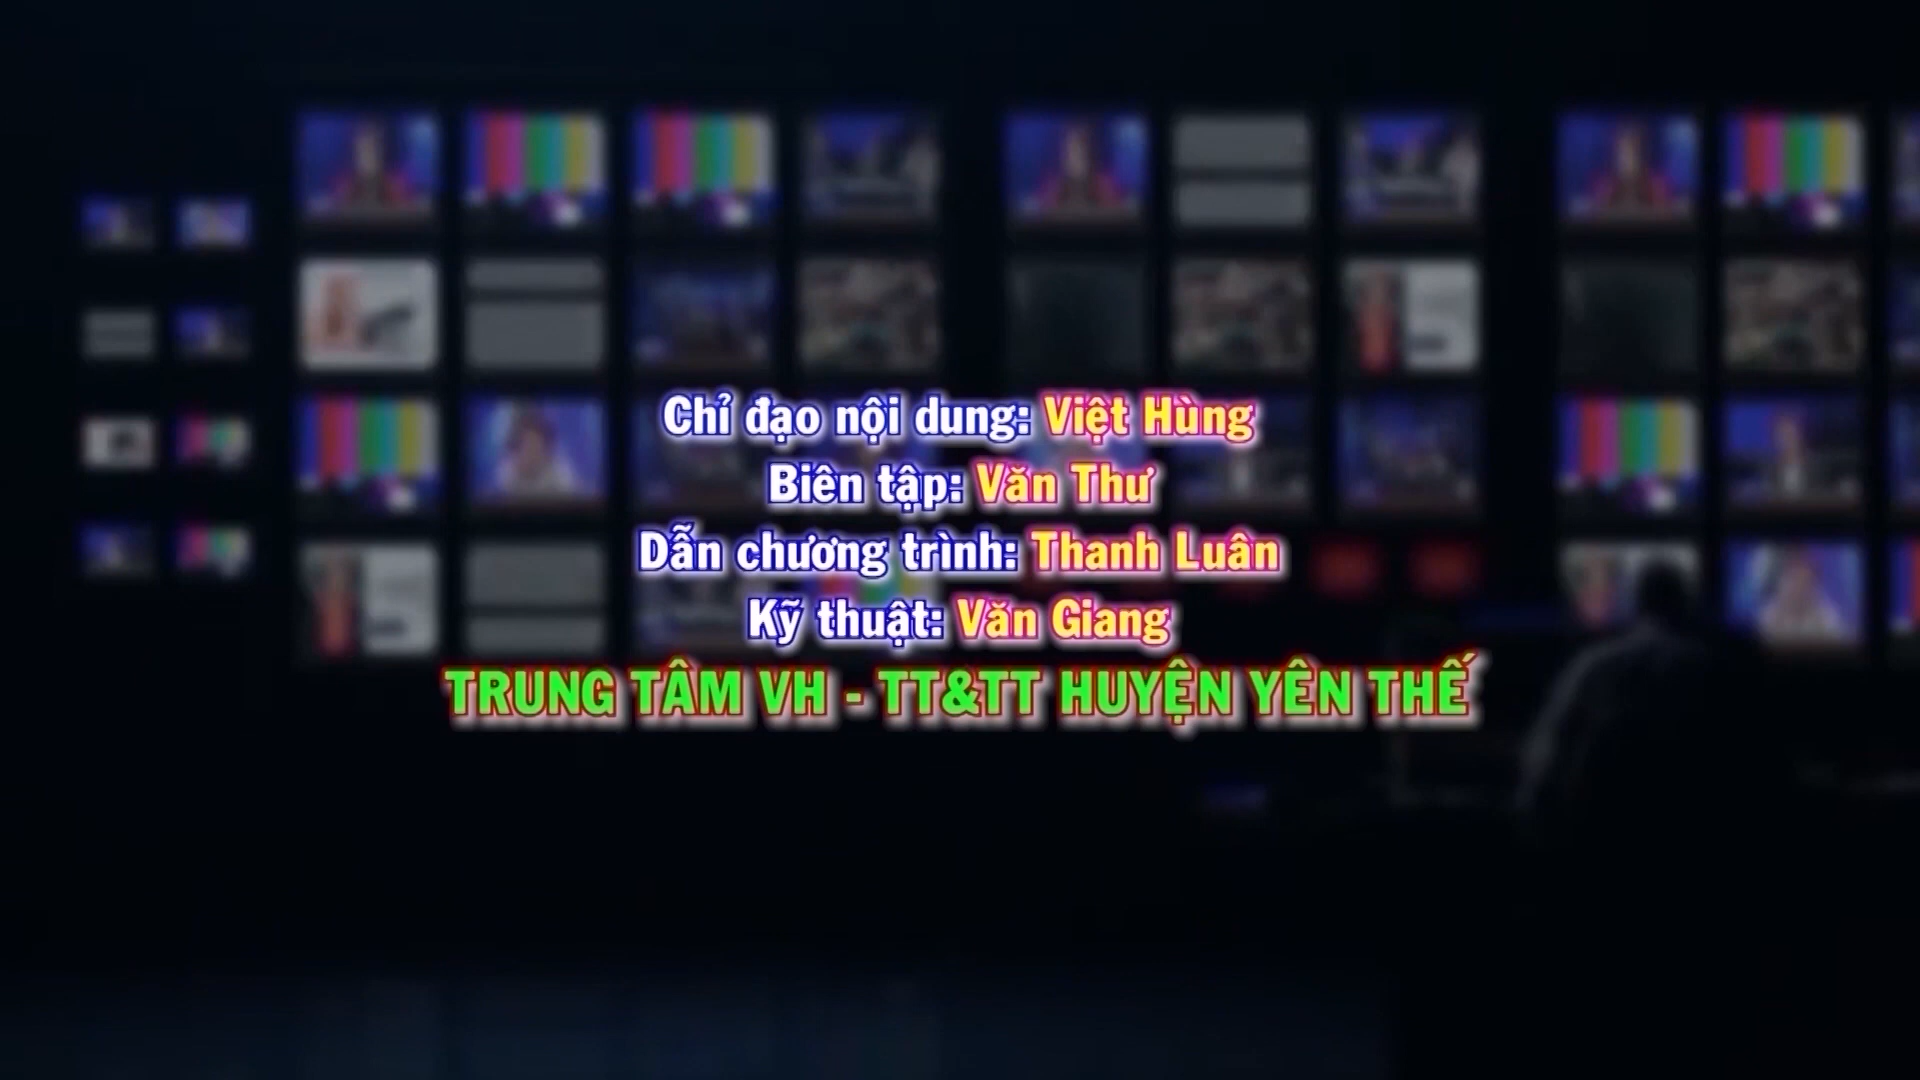 Chỉ đạo nội dung: Việt Hùng
Biên tập: Văn Thư
Dẫn chương trình: Thanh Luân
Kỹ thuật: Văn Giang
TRUNG TÂM VH - TT&TT HUYỆN YÊN THẾ